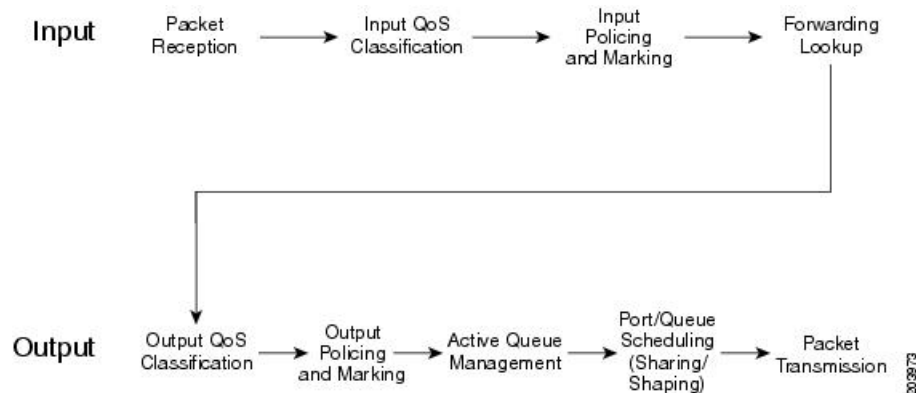 Input
Packet
Reception
Input QoS
Classification
Input
Policing
and Marking
Forwarding
Lookup
Output
Output QoS
Classification
Output
Policing
and Marking
Active Queue
Management
Port/Queue
Scheduling
(Sharing/
Shaping)
Packet
Transmission
203973